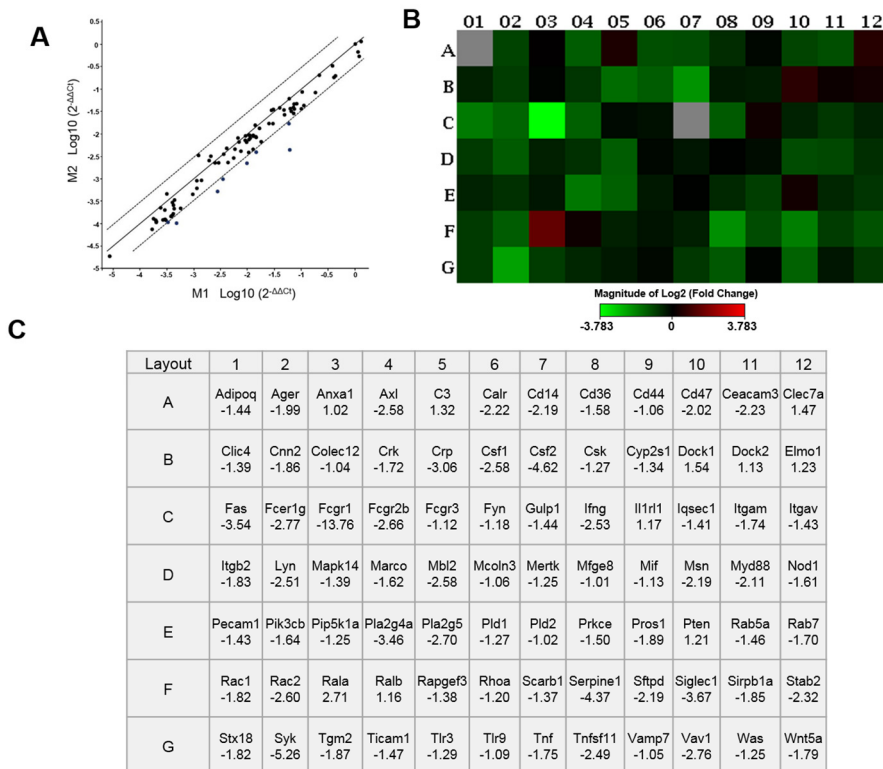 A
0.5
0
-0.5
-1
-1.5
-2
-2.5
-3
-3.5
-4
-4.5
-5
M2 Log10 (2-ΔΔCt)
-5 -4.5 -4 -3.5 -3 -2.5 -2 -1.5 -1 -0.5 0
M1 Log10 (2-ΔΔCt)
B
01 02 03 04 05 06 07 08 09 10 11 12
A
B
C
D
E
F
G
Magnitude of Log2 (Fold Change)
-3.783 0 3.783
C
Layout 1 2 3 4 5 6 7 8 9 10 11 12
A
Adipoq Ager Anxa1 Axl C3 Calr Cd14 Cd36 Cd44 Cd47 Ceacam3 Clec7a
-1.44 -1.99 1.02 -2.58 1.32 -2.22 -2.19 -1.58 -1.06 -2.02 -2.23 1.47
B
Clic4 Cnn2 Colec12 Crk Crp Csf1 Csf2 Csk Cyp2s1 Dock1 Dock2 Elmo1
-1.39 -1.86 -1.04 -1.72 -3.06 -2.58 -4.62 -1.27 -1.34 1.54 1.13 1.23
C
Fas Fcer1g Fcgr1 Fcgr2b Fcgr3 Fyn Gulp1 Ifng Il1rl1 Iqsec1 Itgam Itgav
-3.54 -2.77 -13.76 -2.66 -1.12 -1.18 -1.44 -2.53 1.17 -1.41 -1.74 -1.43
D
Itgb2 Lyn Mapk14 Marco Mbl2 Mcoln3 Mertk Mfge8 Mif Msn Myd88 Nod1
-1.83 -2.51 -1.39 -1.62 -2.58 -1.06 -1.25 -1.01 -1.13 -2.19 -2.11 -1.61
E
Pecam1 Pik3cb Pip5k1a Pla2g4a Pla2g5 Pld1 Pld2 Prkce Pros1 Pten Rab5a Rab7
-1.43 -1.64 -1.25 -3.46 -2.70 -1.27 -1.02 -1.50 -1.89 1.21 -1.46 -1.70
F
Rac1 Rac2 Rala Ralb Rapgef3 Rhoa Scarb1 Serpine1 Sftpd Siglec1 Sirpb1a Stab2
-1.82 -2.60 2.71 1.16 -1.38 -1.20 -1.37 -4.37 -2.19 -3.67 -1.85 -2.32
G
Stx18 Syk Tgm2 Ticam1 Tlr3 Tlr9 Tnf Tnfsf11 Vamp7 Vav1 Was Wnt5a
-1.82 -5.26 -1.87 -1.47 -1.29 -1.09 -1.75 -2.49 -1.05 -2.76 -1.25 -1.79